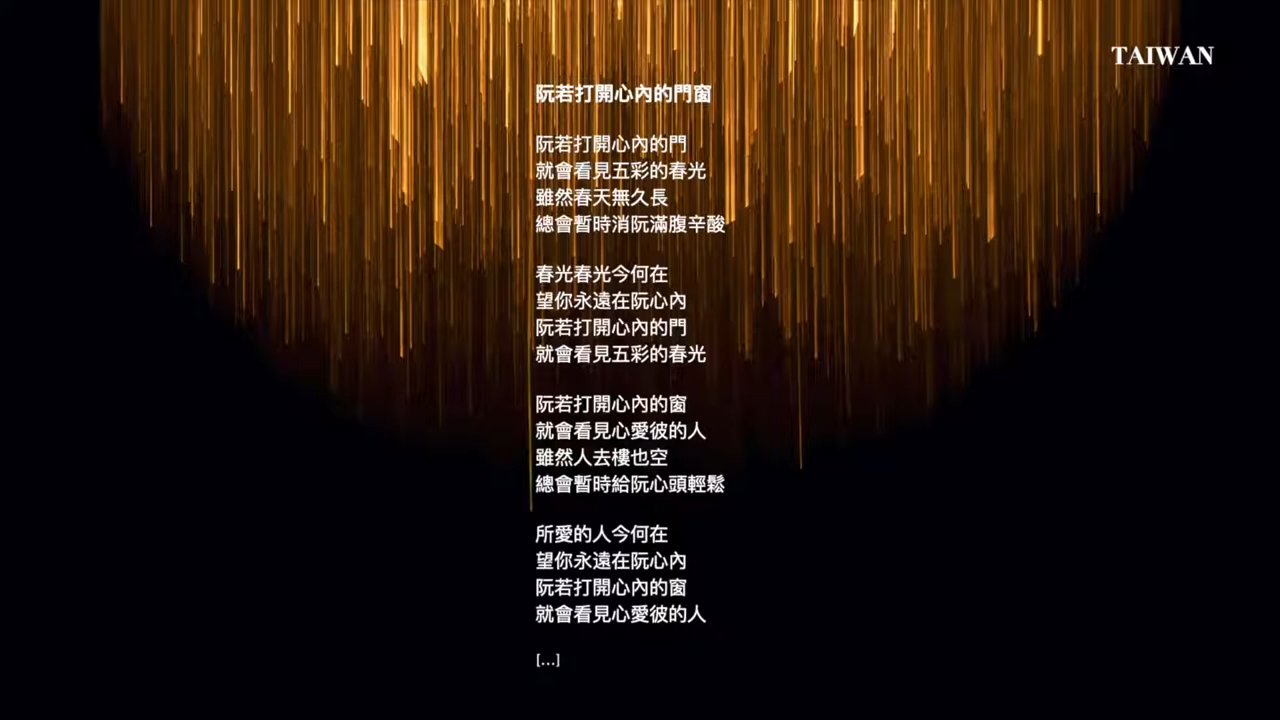 TAIWAN
阮若打開心內的門窗
阮若打開心內的門
就會看見五彩的春光
雖然春天無久長
總會暫時消阮滿腹辛酸
春光春光今何在
望你永遠在阮心內
阮若打開心內的門
就會看見五彩的春光
阮若打開心內的窗
就會看見心愛彼的人
雖然人去樓也空
總會暫時給阮心頭輕鬆
所愛的人今何在
望你永遠在阮心內
阮若打開心內的窗
就會看見心愛彼的人
[...]